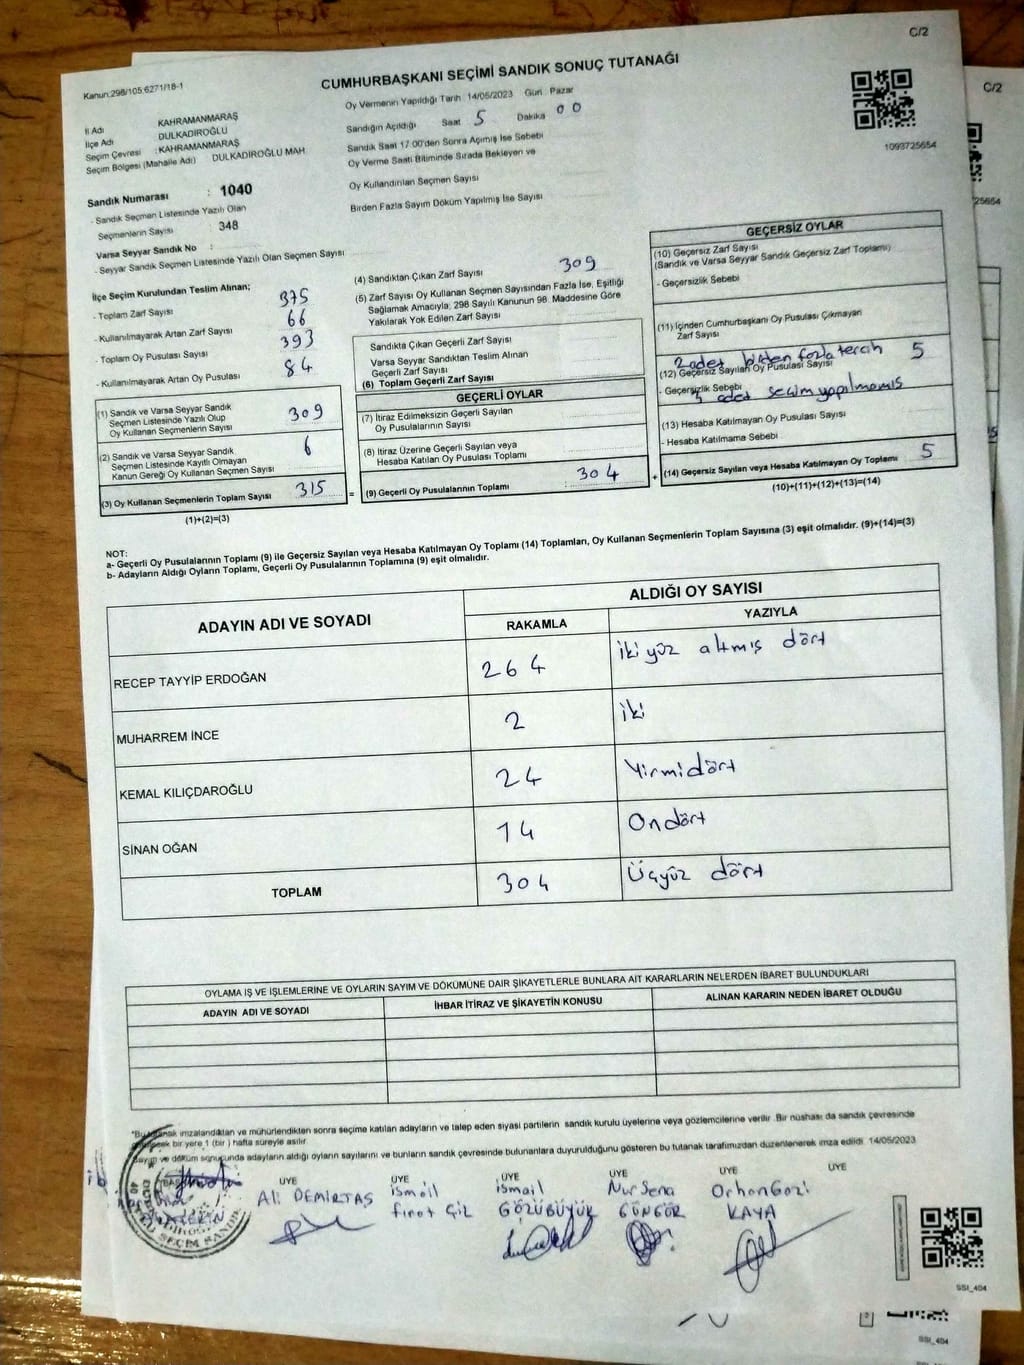 C/2
Kanun:298/105:6271/18-1
CUMHURBAŞKANI SEÇİMİ SANDIK SONUÇ TUTANAĞI
İl Adı : KAHRAMANMARAŞ
İlçe Adı DULKADİROĞLU
Seçim Çevresi : KAHRAMANMARAŞ
Seçim Bölgesi (Mahalle Adı) DULKADİROĞLU MAH
Sandık Numarası : 1040
- Sandık Seçmen Listesinde Yazılı Olan
Seçmenlerin Sayısı : 348
Varsa Seyyar Sandık No :
- Seyyar Sandık Seçmen Listesinde Yazılı Olan Seçmen Sayısı
Oy Vermenin Yapıldığı Tarih : 14/05/2023 Gün : Pazar
Sandığın Açıldığı Saat 5 Dakika 00
Sandık Saat 17.00'den Sonra Açımış İse Sebebi
Oy Verme Saati Bitiminde Sırada Bekleyen ve
Oy Kullandırılan Seçmen Sayısı
Birden Fazla Sayım Döküm Yapılmış İse Sayısı
1093725654
İlçe Seçim Kurulundan Teslim Alınan;
- Toplam Zarf Sayısı 375
- Kullanılmayarak Artan Zarf Sayısı 66
- Toplam Oy Pusulası Sayısı 393
- Kullanılmayarak Artan Oy Pusulası 84
(1) Sandık ve Varsa Seyyar Sandık
Seçmen Listesinde Yazılı Olup
Oy Kullanan Seçmenlerin Sayısı 309
(2) Sandık ve Varsa Seyyar Sandık
Seçmen Listesinde Kayıtlı Olmayan
Kanun Gereği Oy Kullanan Seçmen Sayısı 6
(3) Oy Kullanan Seçmenlerin Toplam Sayısı 315 =
(1)+(2)=(3)
(4) Sandıktan Çıkan Zarf Sayısı 309
(5) Zarf Sayısı Oy Kullanan Seçmen Sayısından Fazla İse, Eşitliği
Sağlamak Amacıyla, 298 Sayılı Kanunun 98. Maddesine Göre
Yakılarak Yok Edilen Zarf Sayısı
Sandıkta Çıkan Geçerli Zarf Sayısı
Varsa Seyyar Sandıktan Teslim Alınan
Geçerli Zarf Sayısı
(6) Toplam Geçerli Zarf Sayısı
GEÇERLİ OYLAR
(7) İtiraz Edilmeksizin Geçerli Sayılan
Oy Pusulalarının Sayısı
(8) İtiraz Üzerine Geçerli Sayılan veya
Hesaba Katılan Oy Pusulası Toplamı
(9) Geçerli Oy Pusulalarının Toplamı : 304 +
GEÇERSİZ OYLAR
(10) Geçersiz Zarf Sayısı
(Sandık ve Varsa Seyyar Sandık Geçersiz Zarf Toplamı)
- Geçersizlik Sebebi
(11) İçinden Cumhurbaşkanı Oy Pusulası Çıkmayan
Zarf Sayısı
2 adet birden fazla tercih 5
(12) Geçersiz Sayılan Oy Pusulası Sayısı
- Geçersizlik Sebebi
adet seçim yapılmamış
(13) Hesaba Katılmayan Oy Pusulası Sayısı
- Hesaba Katılmama Sebebi
(14) Geçersiz Sayılan veya Hesaba Katılmayan Oy Toplamı 5
(10)+(11)+(12)+(13)=(14)
NOT:
a- Geçerli Oy Pusulalarının Toplamı (9) ile Geçersiz Sayılan veya Hesaba Katılmayan Oy Toplamı (14) Toplamları, Oy Kullanan Seçmenlerin Toplam Sayısına (3) eşit olmalıdır. (9)+(14)=(3)
b- Adayların Aldığı Oyların Toplamı, Geçerli Oy Pusulalarının Toplamına (9) eşit olmalıdır.
ADAYIN ADI VE SOYADI ALDIĞI OY SAYISI
RAKAMLA YAZIYLA
RECEP TAYYİP ERDOĞAN 264 iki yüz altmış dört
MUHARREM İNCE 2 iki
KEMAL KILIÇDAROĞLU 24 Yirmidört
SİNAN OĞAN 14 Ondört
TOPLAM 304 Üçyüz dört
OYLAMA İŞ VE İŞLEMLERİNE VE OYLARIN SAYIM VE DÖKÜMÜNE DAİR ŞİKAYETLERLE BUNLARA AİT KARARLARIN NELERDEN İBARET BULUNDUKLARI
ADAYIN ADI VE SOYADI İHBAR İTİRAZ VE ŞİKAYETİN KONUSU ALINAN KARARIN NEDEN İBARET OLDUĞU
*Bu tutanak imzalandıktan ve mühürlendikten sonra seçime katılan adayların ve talep eden siyasi partilerin sandık kurulu üyelerine veya gözlemcilerine verilir. Bir nüshası da sandık çevresinde
bir yere 1 (bir) hafta süreyle asılır.
Sayım ve döküm sonucunda adayların aldığı oyların sayılarını ve bunların sandık çevresinde bulunanlara duyurulduğunu gösteren bu tutanak tarafımızdan düzenlenerek imza edildi. 14/05/2023
ÜYE ÜYE ÜYE ÜYE ÜYE ÜYE
Ali DEMİRTAŞ
ismail
fırat Çiz
ismail
GÖZÜBÜYÜK
Nursena
GÜNGÖR
Orhan Gazi
KAYA
SEÇİM SANDIK
SSI_404
C/2
25654
SSI_404